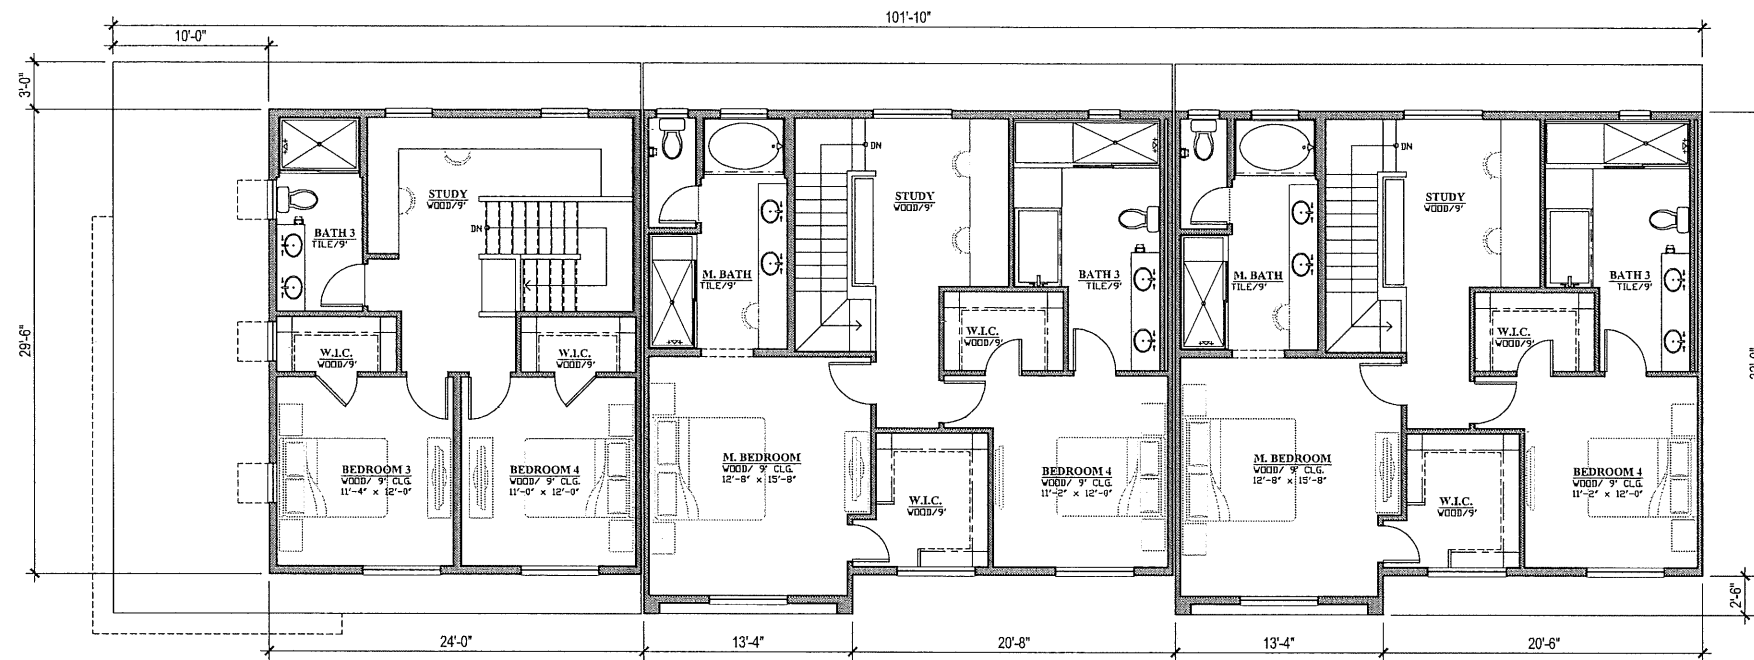 101'-10"
10'-0"
3'-0"
29'-6"
STUDY
WOOD/9'
DN
BATH 3
TILE/9'
W.I.C.
WOOD/9'
W.I.C.
WOOD/9'
BEDROOM 3
WOOD/ 9' CLG.
11'-4" x 12'-0"
BEDROOM 4
WOOD/ 9' CLG.
11'-0" x 12'-0"
DN
STUDY
WOOD/9'
M. BATH
TILE/9'
BATH 3
TILE/9'
W.I.C.
WOOD/9'
M. BEDROOM
WOOD/ 9' CLG.
12'-8" x 15'-8"
W.I.C.
WOOD/9'
BEDROOM 4
WOOD/ 9' CLG.
11'-2" x 12'-0"
DN
STUDY
WOOD/9'
M. BATH
TILE/9'
BATH 3
TILE/9'
W.I.C.
WOOD/9'
M. BEDROOM
WOOD/ 9' CLG.
12'-8" x 15'-8"
W.I.C.
WOOD/9'
BEDROOM 4
WOOD/ 9' CLG.
11'-2" x 12'-0"
2'-6"
24'-0"
13'-4"
20'-8"
13'-4"
20'-6"